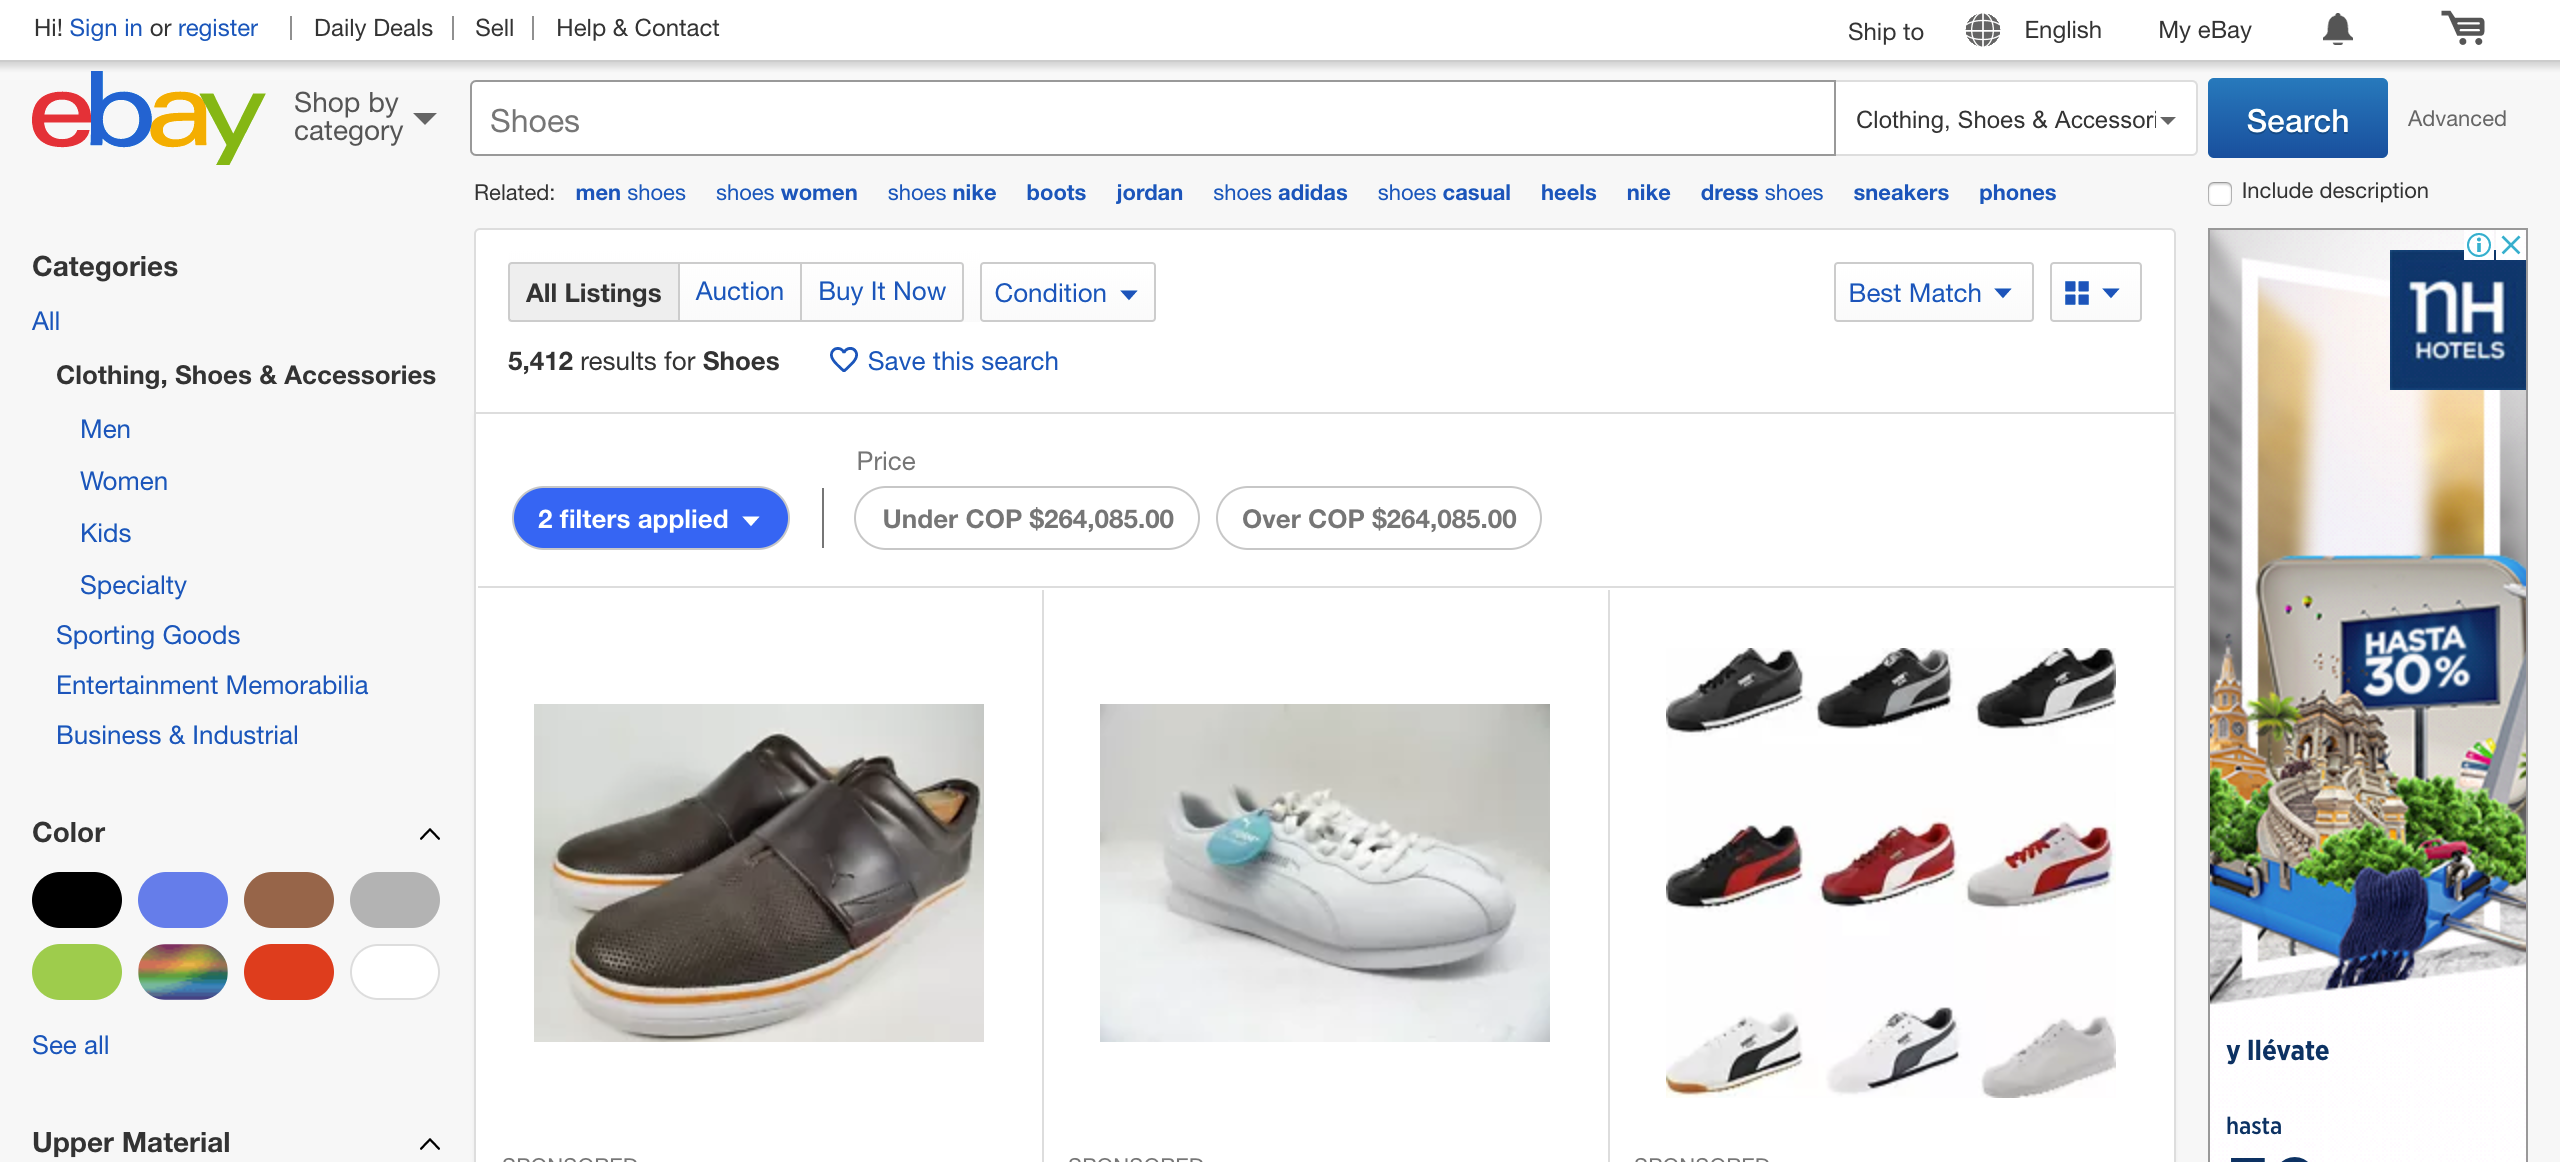 Hi! Sign in or register
Daily Deals
Sell
Help & Contact
Ship to
English
My eBay
ebay
Shop by
category
Shoes
Clothing, Shoes & Accessori
Search
Advanced
Related: men shoes shoes women shoes nike boots jordan shoes adidas shoes casual heels nike dress shoes sneakers phones
Include description
Categories
All
Clothing, Shoes & Accessories
Men
Women
Kids
Specialty
Sporting Goods
Entertainment Memorabilia
Business & Industrial
Color
See all
Upper Material
All Listings
Auction
Buy It Now
Condition
Best Match
5,412 results for Shoes
Save this search
Price
2 filters applied
Under COP $264,085.00
Over COP $264,085.00
SPONSORED
SPONSORED
SPONSORED
nH
HOTELS
HASTA
30%
y llévate
hasta